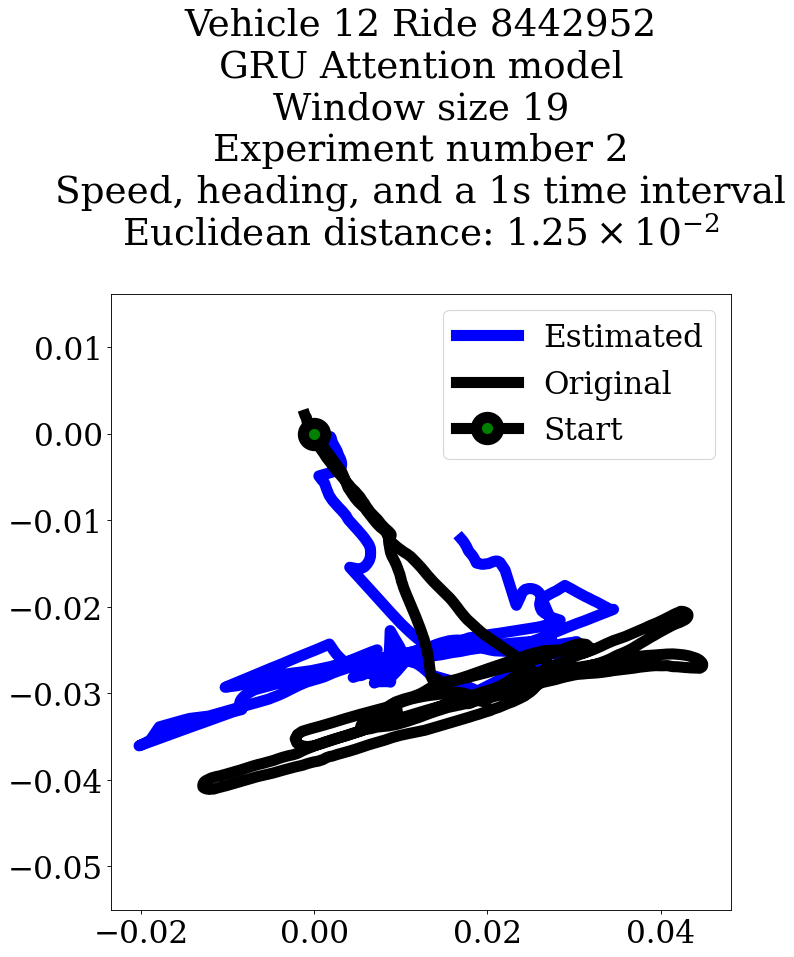 Vehicle 12 Ride 8442952
GRU Attention model
Window size 19
Experiment number 2
Speed, heading, and a 1s time interval
Euclidean distance: 1.25 × 10⁻²
Estimated
Original
Start
0.01
0.00
−0.01
−0.02
−0.03
−0.04
−0.05
−0.02
0.00
0.02
0.04